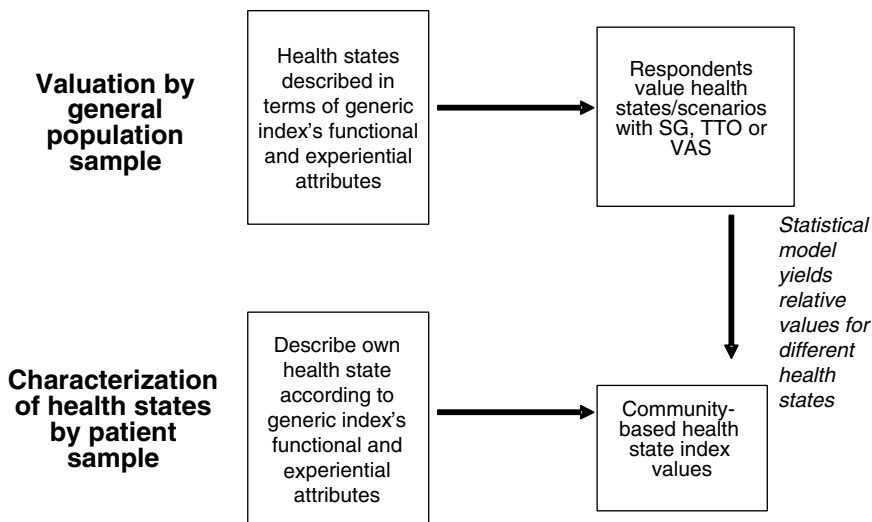 Valuation by
general
population
sample
Health states
described in
terms of generic
index's functional
and experiential
attributes
Respondents
value health
states/scenarios
with SG, TTO or
VAS
Statistical
model
yields
relative
values for
different
health
states
Characterization
of health states
by patient
sample
Describe own
health state
according to
generic index's
functional and
experiential
attributes
Community-
based health
state index
values